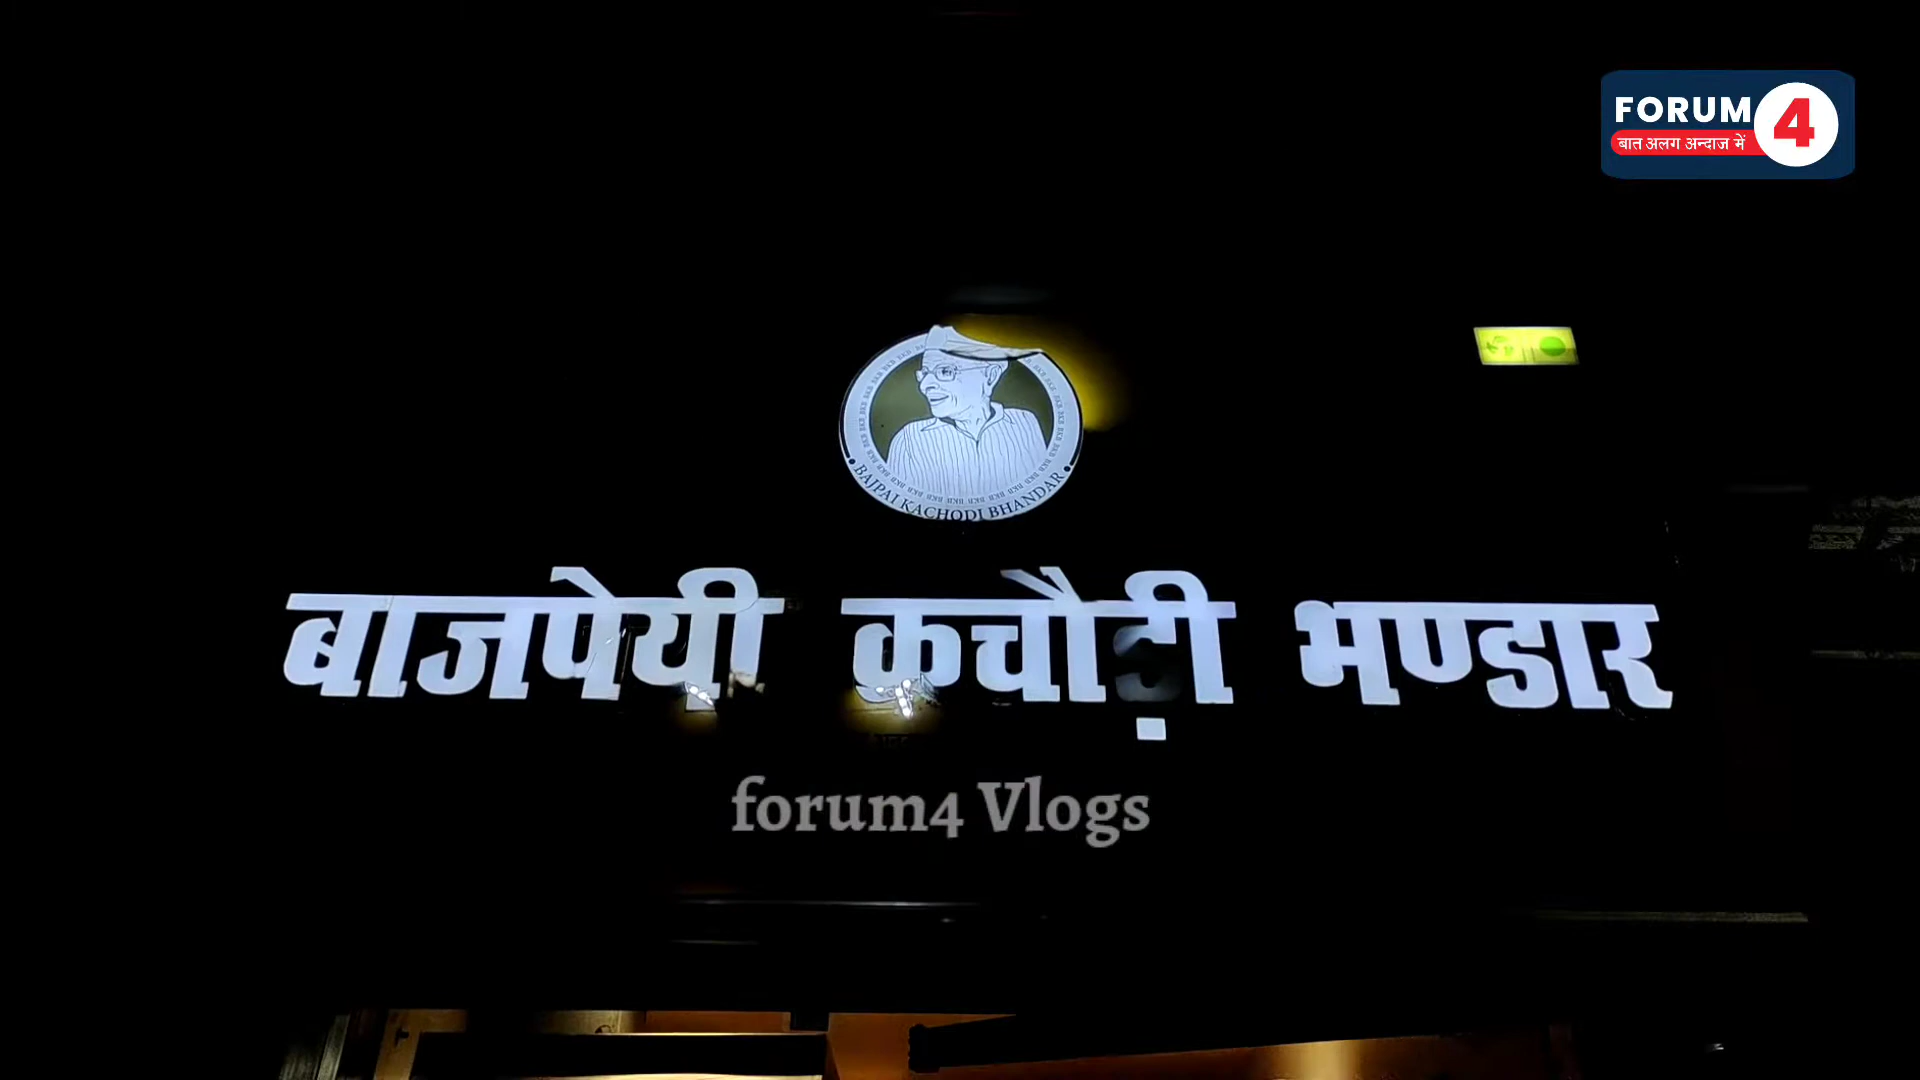 FORUM 4
बात अलग अन्दाज में
BAJPAI KACHODI BHANDAR
बाजपेयी कचौड़ी भण्डार
forum4 Vlogs